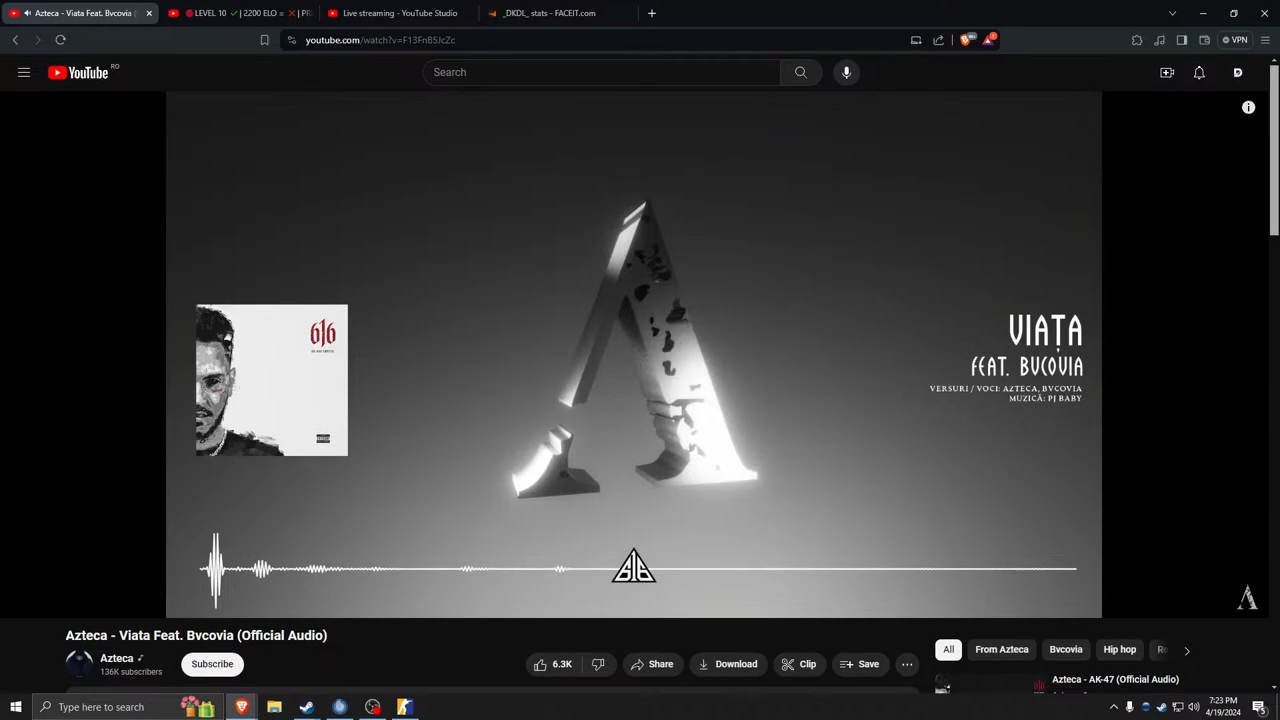 Azteca - Viata Feat. Bvcovia (
LEVEL 10 ✓ | 2200 ELO = ✕ | PRI
Live streaming - YouTube Studio
_DKDL_ stats - FACEIT.com
youtube.com/watch?v=F13FnB5JcZc
VPN
YouTube RO
Search
616
VIAȚA
FEAT. BVCOVIA
VERSURI / VOCI: AZTECA, BVCOVIA
MUZICĂ: PJ BABY
616
Azteca - Viata Feat. Bvcovia (Official Audio)
Azteca
136K subscribers
Subscribe
6.3K
Share
Download
Clip
Save
All
From Azteca
Bvcovia
Hip hop
Azteca - AK-47 (Official Audio)
Type here to search
7:23 PM
4/19/2024